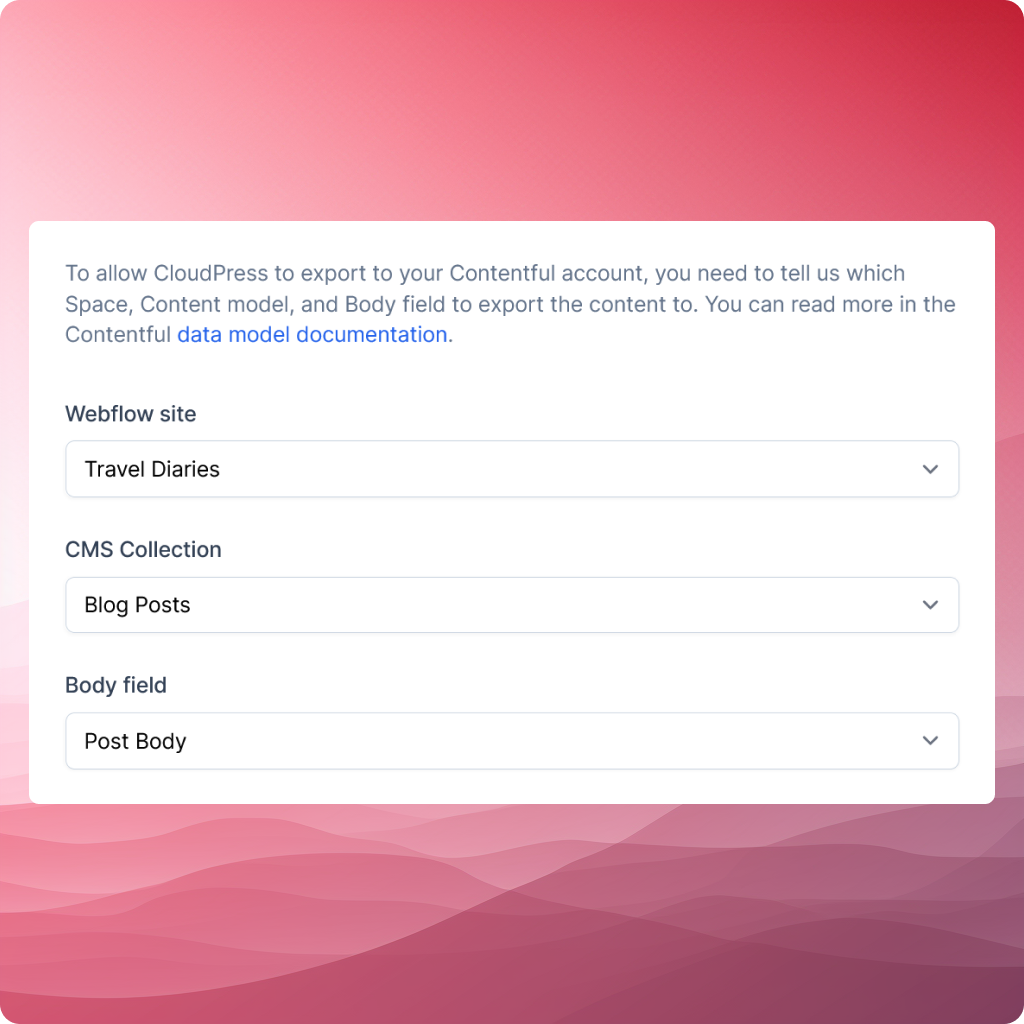 To allow CloudPress to export to your Contentful account, you need to tell us which
Space, Content model, and Body field to export the content to. You can read more in the
Contentful data model documentation.
Webflow site
Travel Diaries
CMS Collection
Blog Posts
Body field
Post Body